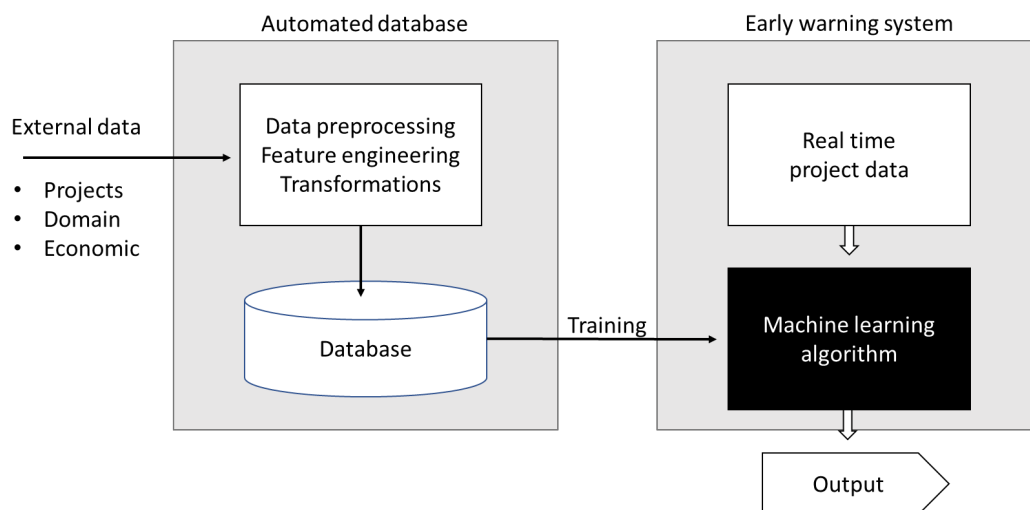 Automated database
Early warning system
External data
• Projects
• Domain
• Economic
Data preprocessing
Feature engineering
Transformations
Database
Training
Real time
project data
Machine learning
algorithm
Output